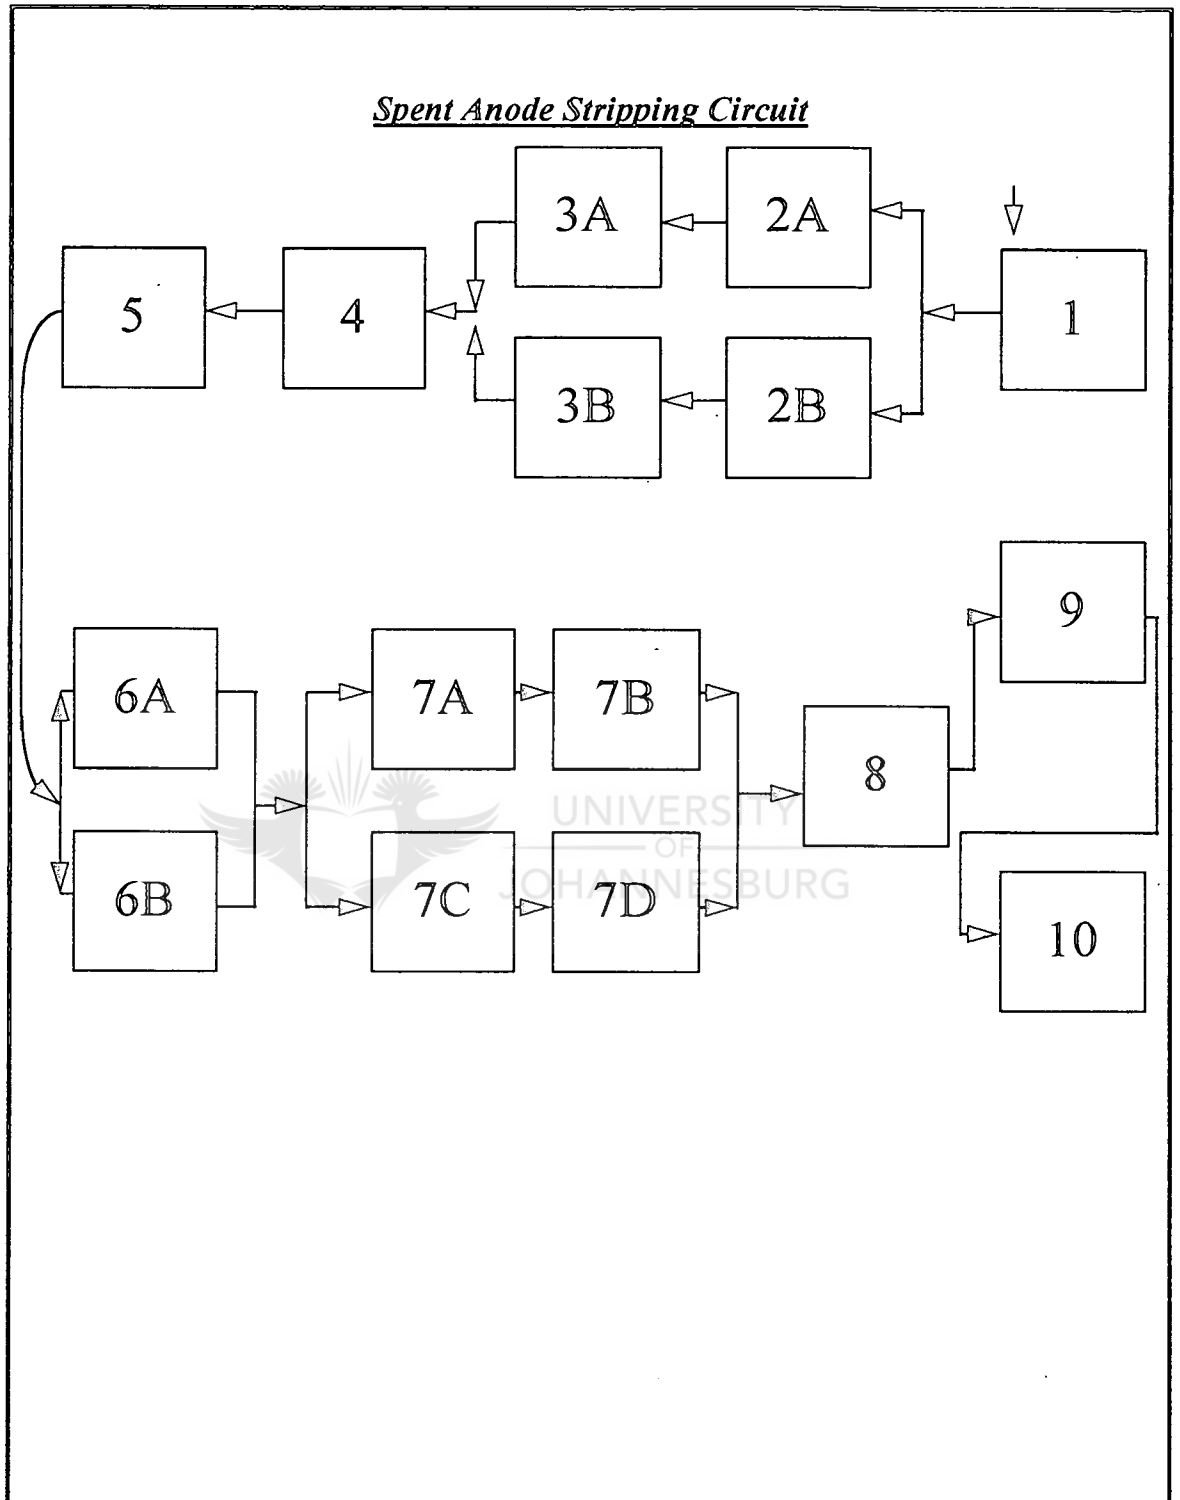 Spent Anode Stripping Circuit
3A
2A
5
4
1
3B
2B
9
6A
7A
7B
8
UNIVERSITY
OF
JOHANNESBURG
6B
7C
7D
10